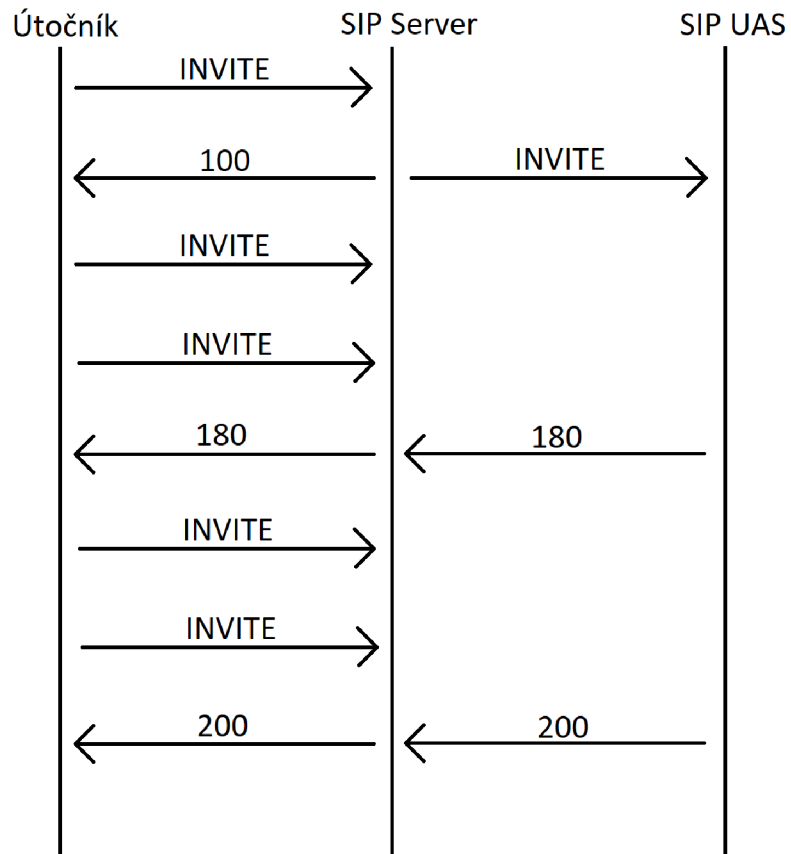 Útočník
SIP Server
SIP UAS
INVITE
100
INVITE
INVITE
INVITE
180
180
INVITE
INVITE
200
200